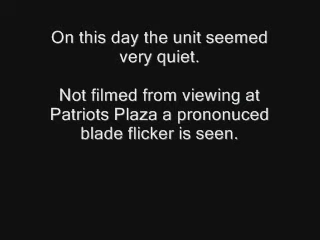 On this day the unit seemed
very quiet.
Not filmed from viewing at
Patriots Plaza a prononuced
blade flicker is seen.